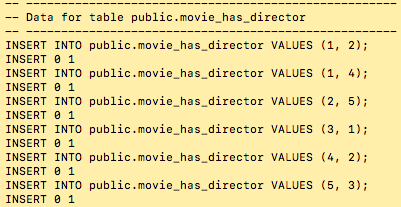 -- ------------------------------------------------
-- Data for table public.movie_has_director
-- ------------------------------------------------
INSERT INTO public.movie_has_director VALUES (1, 2);
INSERT 0 1
INSERT INTO public.movie_has_director VALUES (1, 4);
INSERT 0 1
INSERT INTO public.movie_has_director VALUES (2, 5);
INSERT 0 1
INSERT INTO public.movie_has_director VALUES (3, 1);
INSERT 0 1
INSERT INTO public.movie_has_director VALUES (4, 2);
INSERT 0 1
INSERT INTO public.movie_has_director VALUES (5, 3);
INSERT 0 1